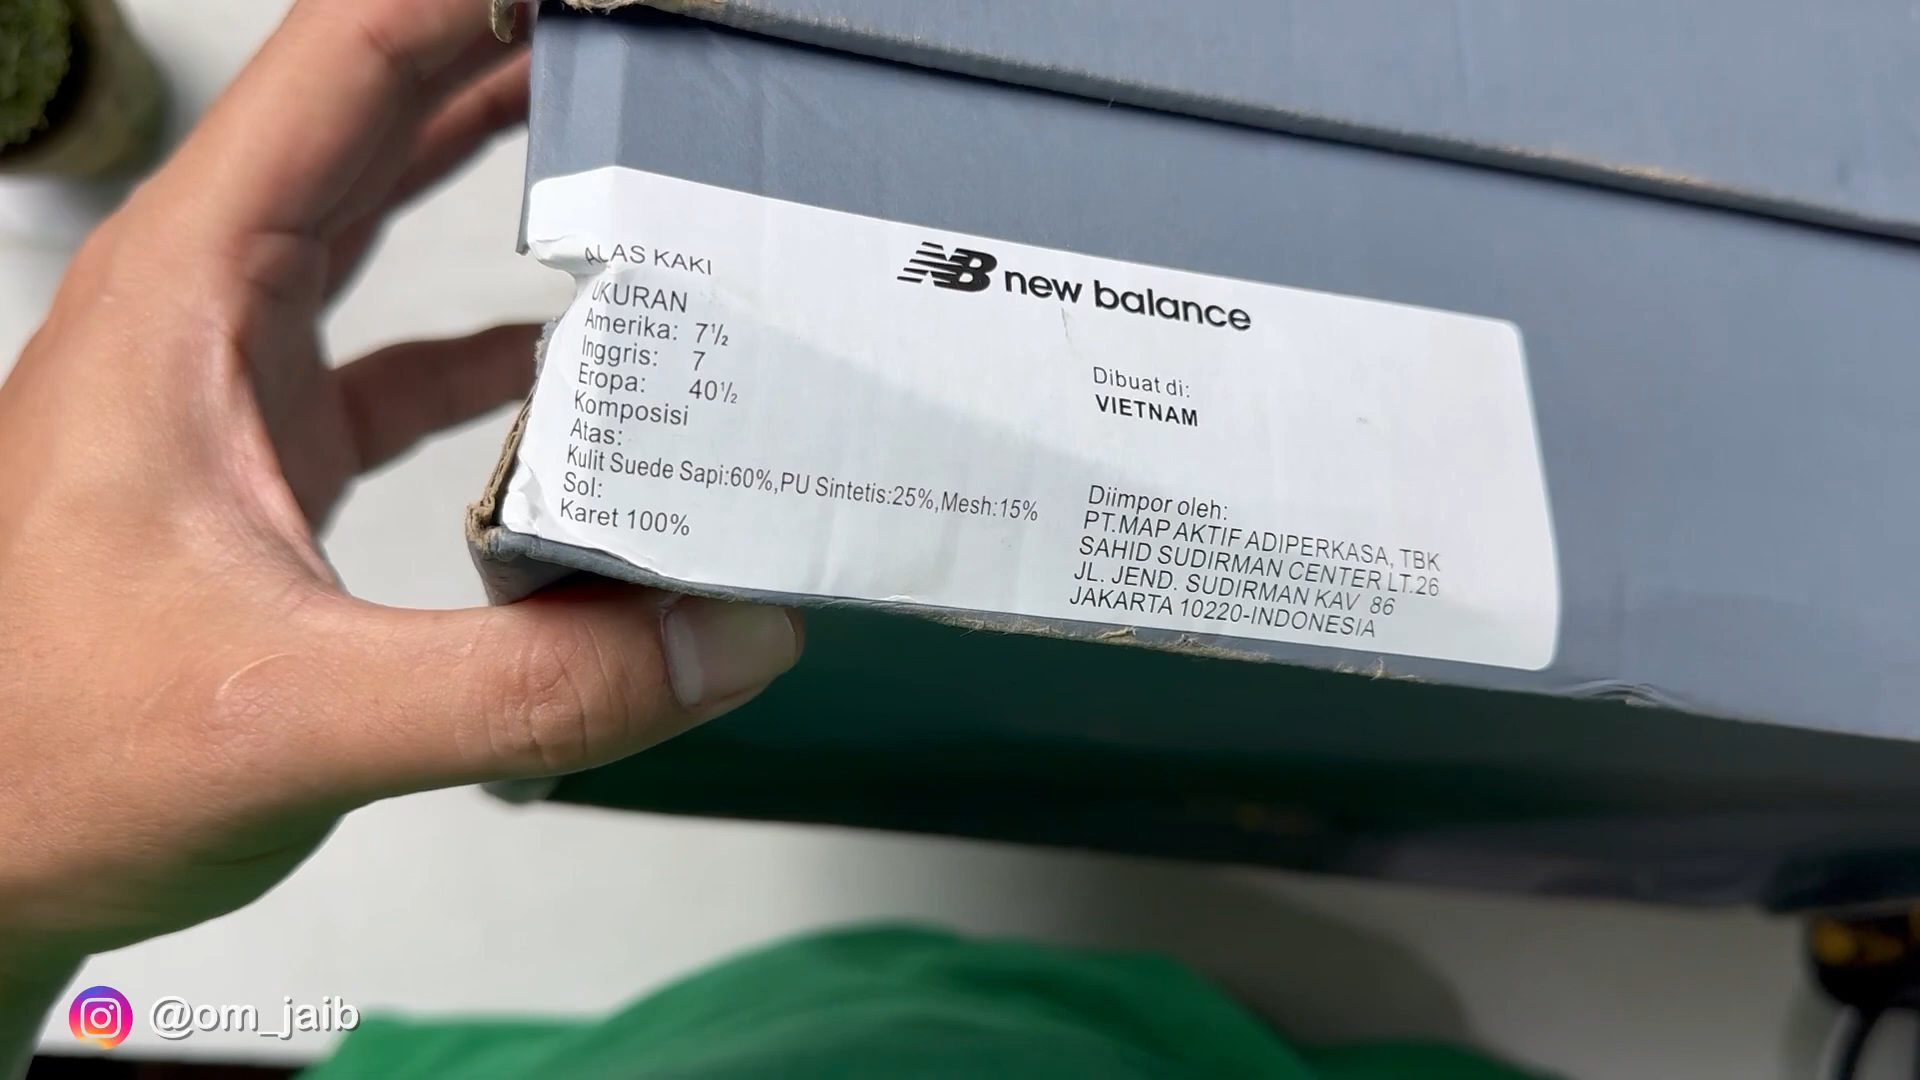 ALAS KAKI
UKURAN
Amerika: 7½
Inggris: 7
Eropa: 40½
Komposisi
Atas:
Kulit Suede Sapi:60%,PU Sintetis:25%,Mesh:15%
Sol:
Karet 100%
NB new balance
Dibuat di:
VIETNAM
Diimpor oleh:
PT.MAP AKTIF ADIPERKASA, TBK
SAHID SUDIRMAN CENTER LT.26
JL. JEND. SUDIRMAN KAV 86
JAKARTA 10220-INDONESIA
@om_jaib